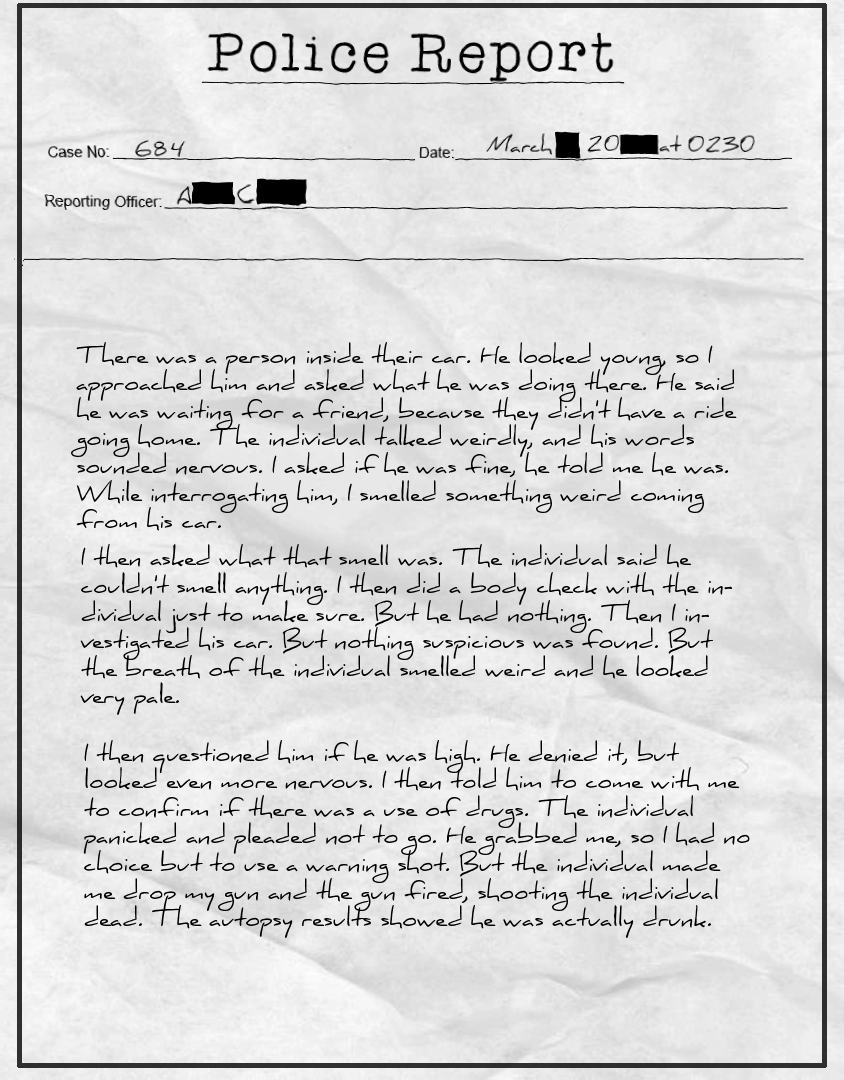 Police Report
Case No: 684
Date: March 20 at 0230
Reporting Officer: A C
There was a person inside their car. He looked young, so I
approached him and asked what he was doing there. He said
he was waiting for a friend, because they didn't have a ride
going home. The individual talked weirdly, and his words
sounded nervous. I asked if he was fine, he told me he was.
While interrogating him, I smelled something weird coming
from his car.
I then asked what that smell was. The individual said he
couldn't smell anything. I then did a body check with the in-
dividual just to make sure. But he had nothing. Then I in-
vestigated his car. But nothing suspicious was found. But
the breath of the individual smelled weird and he looked
very pale.
I then questioned him if he was high. He denied it, but
looked even more nervous. I then told him to come with me
to confirm if there was a use of drugs. The individual
panicked and pleaded not to go. He grabbed me, so I had no
choice but to use a warning shot. But the individual made
me drop my gun and the gun fired, shooting the individual
dead. The autopsy results showed he was actually drunk.